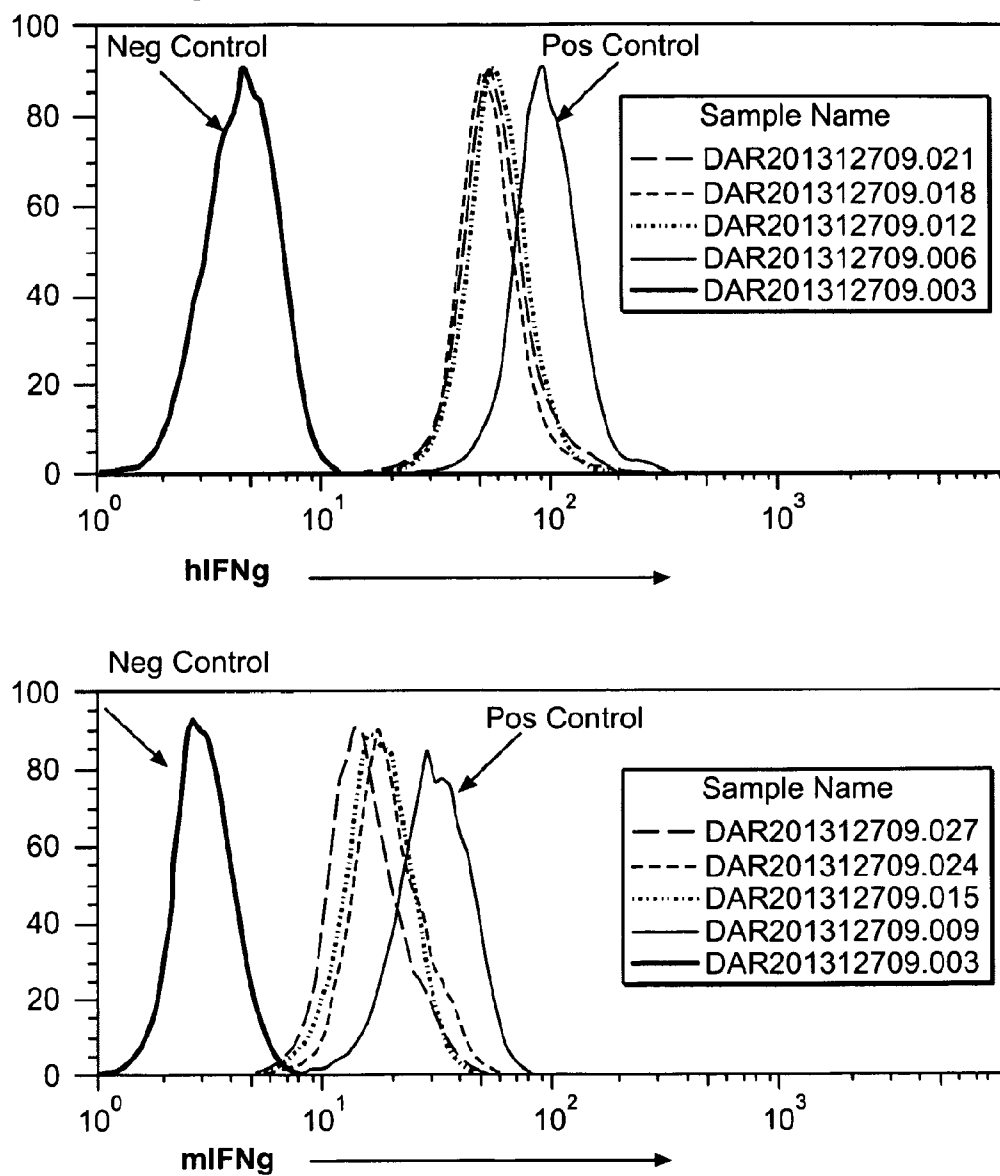 100
80
60
40
20
0
Neg Control
Pos Control
Sample Name
DAR201312709.021
DAR201312709.018
DAR201312709.012
DAR201312709.006
DAR201312709.003
10⁰ 10¹ 10² 10³
hIFNg
Neg Control
100
80
60
40
20
0
Pos Control
Sample Name
DAR201312709.027
DAR201312709.024
DAR201312709.015
DAR201312709.009
DAR201312709.003
10⁰ 10¹ 10² 10³
mIFNg